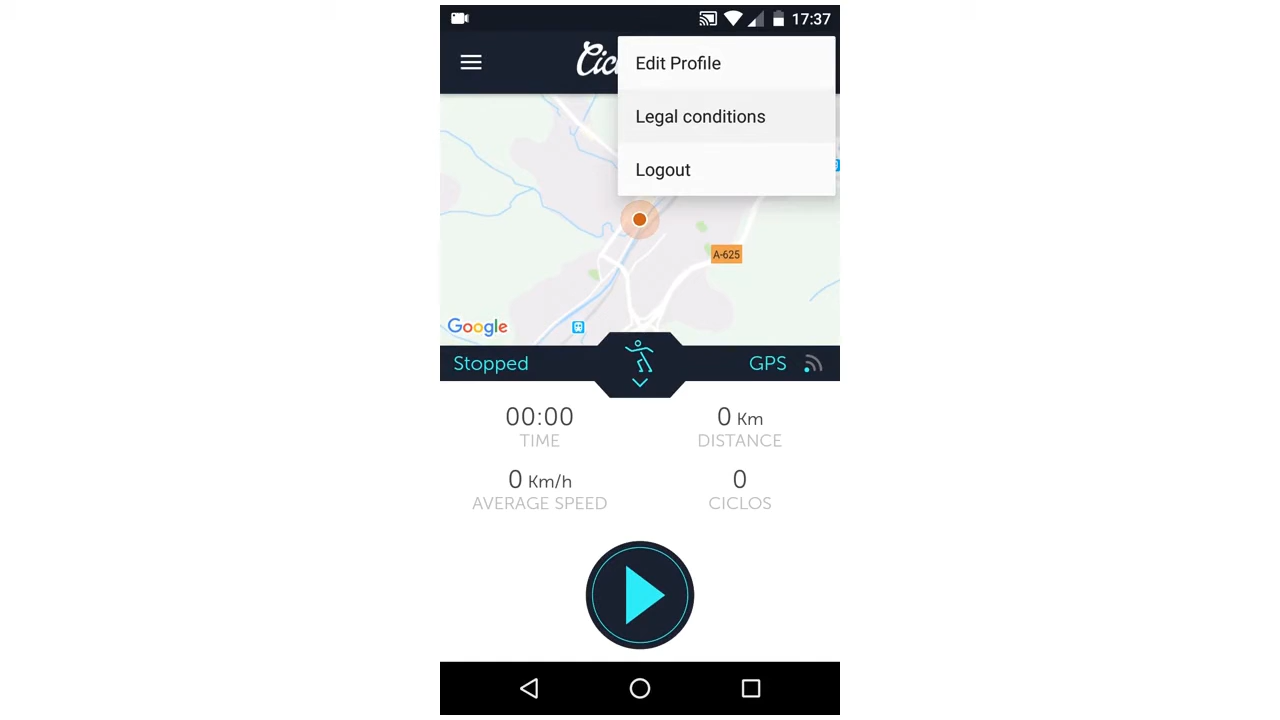 17:37
Edit Profile
Legal conditions
Logout
A-625
Google
Stopped
GPS
00:00
TIME
0 Km
DISTANCE
0 Km/h
AVERAGE SPEED
0
CICLOS